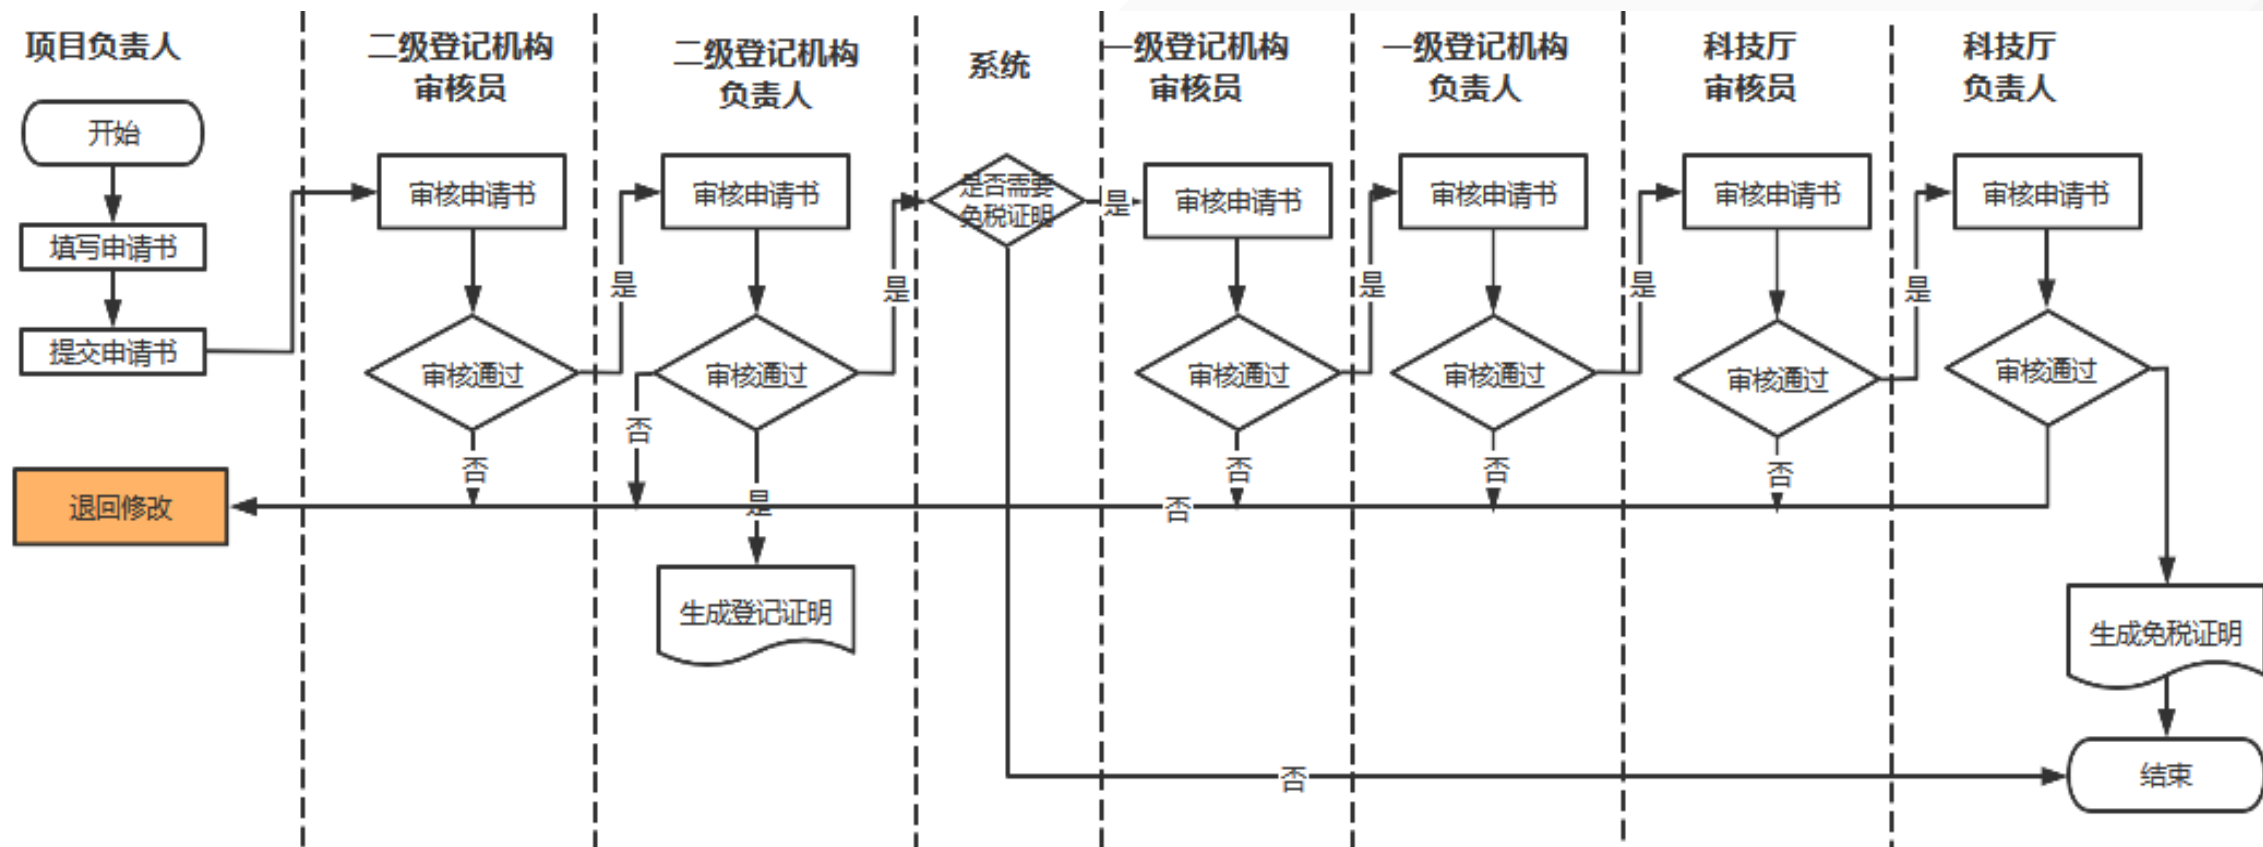 项目负责人
二级登记机构
审核员
二级登记机构
负责人
系统
一级登记机构
审核员
一级登记机构
负责人
科技厅
审核员
科技厅
负责人
开始
填写申请书
提交申请书
退回修改
审核申请书
审核通过
是
否
审核申请书
审核通过
是
否
是
生成登记证明
是否需要
免税证明
是
否
审核申请书
审核通过
是
否
否
审核申请书
审核通过
是
否
审核申请书
审核通过
是
否
审核申请书
审核通过
生成免税证明
结束